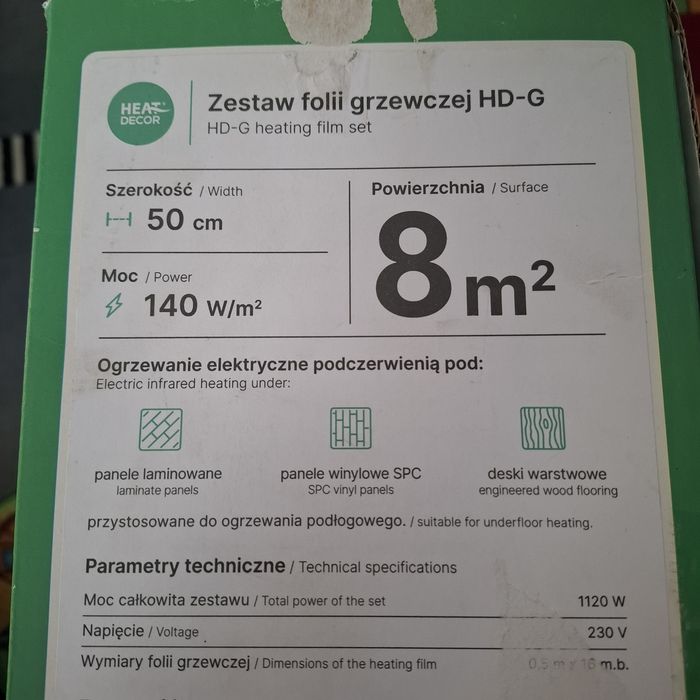 HEAT
DECOR
Zestaw folii grzewczej HD-G
HD-G heating film set
Szerokość / Width
50 cm
Powierzchnia / Surface
8 m²
Moc / Power
140 W/m²
Ogrzewanie elektryczne podczerwienią pod:
Electric infrared heating under:
panele laminowane
laminate panels
panele winylowe SPC
SPC vinyl panels
deski warstwowe
engineered wood flooring
przystosowane do ogrzewania podłogowego. / suitable for underfloor heating.
Parametry techniczne / Technical specifications
Moc całkowita zestawu / Total power of the set 1120 W
Napięcie / Voltage 230 V
Wymiary folii grzewczej / Dimensions of the heating film 0,5 m x 16 m.b.